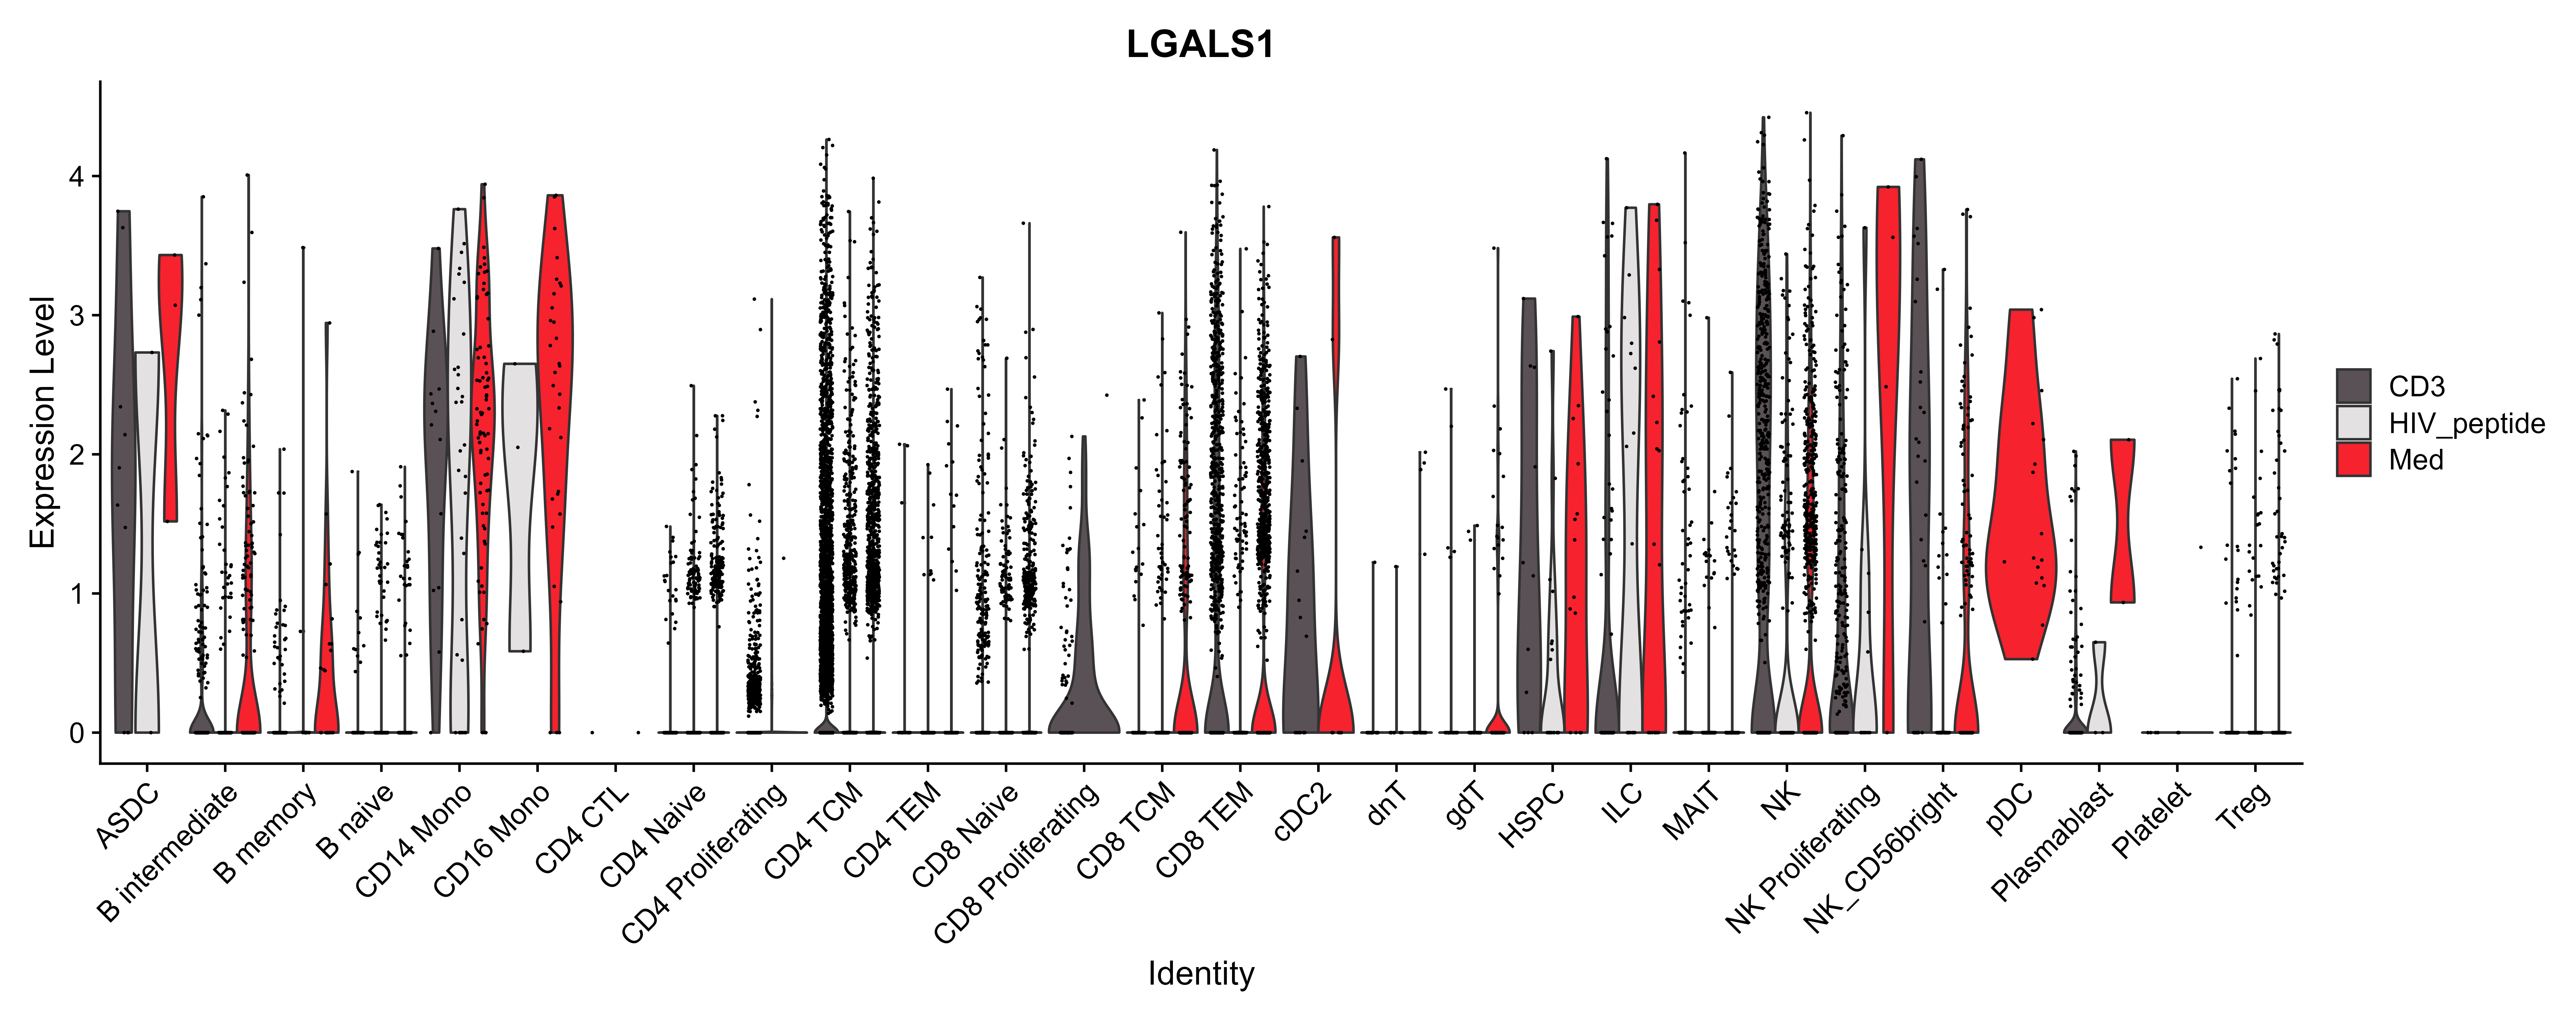 LGALS1
Expression Level
4
3
2
1
0
ASDC
B intermediate
B memory
B naive
CD14 Mono
CD16 Mono
CD4 CTL
CD4 Naive
CD4 Proliferating
CD4 TCM
CD4 TEM
CD8 Naive
CD8 Proliferating
CD8 TCM
CD8 TEM
cDC2
dnT
gdT
HSPC
ILC
MAIT
NK
NK Proliferating
NK_CD56bright
pDC
Plasmablast
Platelet
Treg
Identity
CD3
HIV_peptide
Med